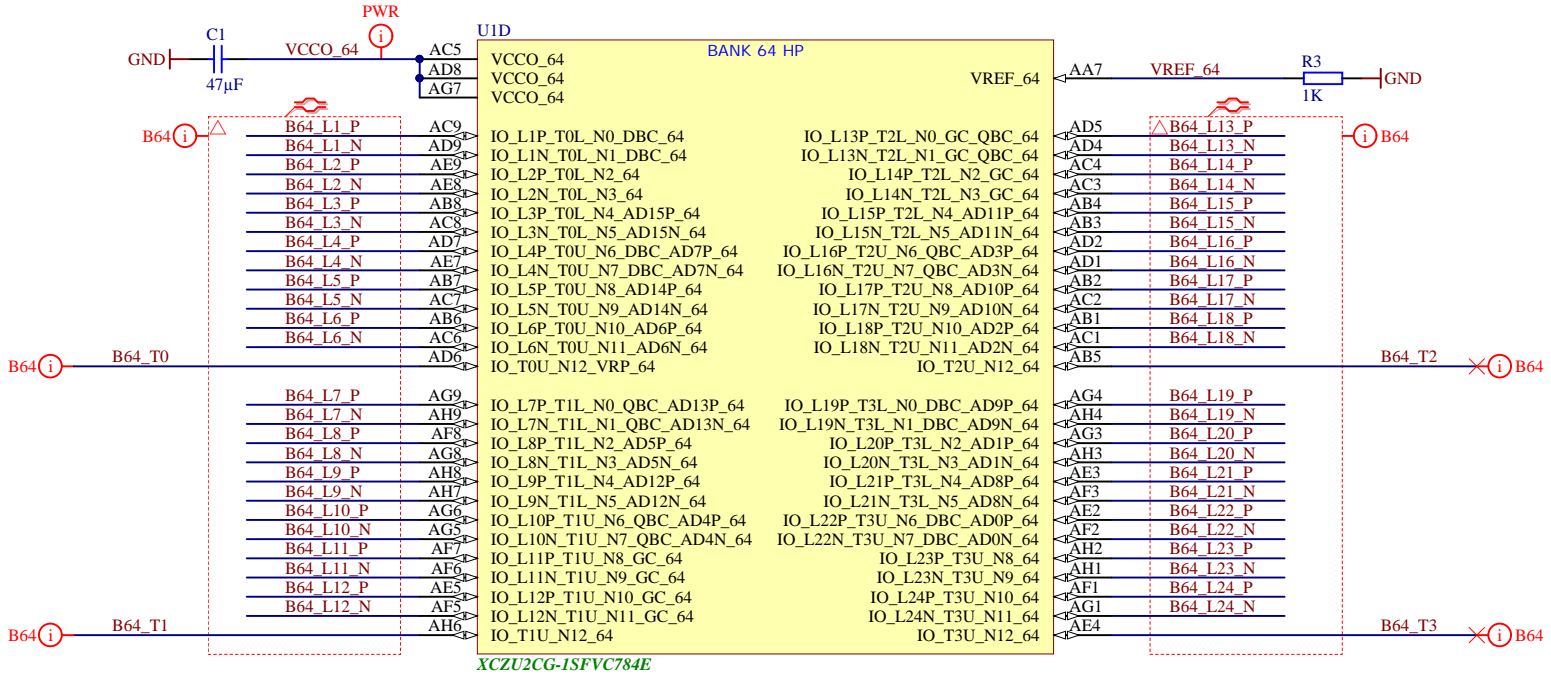 PWR
C1 U1D
GND VCCO_64 AC5 VCCO_64 BANK 64 HP R3
47µF AD8 VCCO_64 VREF_64 AA7 VREF_64 GND
AG7 VCCO_64 1K
B64 B64_L1_P AC9 IO_L1P_T0L_N0_DBC_64 IO_L13P_T2L_N0_GC_QBC_64 AD5 B64_L13_P B64
B64_L1_N AD9 IO_L1N_T0L_N1_DBC_64 IO_L13N_T2L_N1_GC_QBC_64 AD4 B64_L13_N
B64_L2_P AE9 IO_L2P_T0L_N2_64 IO_L14P_T2L_N2_GC_64 AC4 B64_L14_P
B64_L2_N AE8 IO_L2N_T0L_N3_64 IO_L14N_T2L_N3_GC_64 AC3 B64_L14_N
B64_L3_P AB8 IO_L3P_T0L_N4_AD15P_64 IO_L15P_T2L_N4_AD11P_64 AB4 B64_L15_P
B64_L3_N AC8 IO_L3N_T0L_N5_AD15N_64 IO_L15N_T2L_N5_AD11N_64 AB3 B64_L15_N
B64_L4_P AD7 IO_L4P_T0U_N6_DBC_AD7P_64 IO_L16P_T2U_N6_QBC_AD3P_64 AD2 B64_L16_P
B64_L4_N AE7 IO_L4N_T0U_N7_DBC_AD7N_64 IO_L16N_T2U_N7_QBC_AD3N_64 AD1 B64_L16_N
B64_L5_P AB7 IO_L5P_T0U_N8_AD14P_64 IO_L17P_T2U_N8_AD10P_64 AB2 B64_L17_P
B64_L5_N AC7 IO_L5N_T0U_N9_AD14N_64 IO_L17N_T2U_N9_AD10N_64 AC2 B64_L17_N
B64_L6_P AB6 IO_L6P_T0U_N10_AD6P_64 IO_L18P_T2U_N10_AD2P_64 AB1 B64_L18_P
B64_L6_N AC6 IO_L6N_T0U_N11_AD6N_64 IO_L18N_T2U_N11_AD2N_64 AC1 B64_L18_N
B64 B64_T0 AD6 IO_T0U_N12_VRP_64 IO_T2U_N12_64 AB5 B64_T2 B64
B64_L7_P AG9 IO_L7P_T1L_N0_QBC_AD13P_64 IO_L19P_T3L_N0_DBC_AD9P_64 AG4 B64_L19_P
B64_L7_N AH9 IO_L7N_T1L_N1_QBC_AD13N_64 IO_L19N_T3L_N1_DBC_AD9N_64 AH4 B64_L19_N
B64_L8_P AF8 IO_L8P_T1L_N2_AD5P_64 IO_L20P_T3L_N2_AD1P_64 AG3 B64_L20_P
B64_L8_N AG8 IO_L8N_T1L_N3_AD5N_64 IO_L20N_T3L_N3_AD1N_64 AH3 B64_L20_N
B64_L9_P AH8 IO_L9P_T1L_N4_AD12P_64 IO_L21P_T3L_N4_AD8P_64 AE3 B64_L21_P
B64_L9_N AH7 IO_L9N_T1L_N5_AD12N_64 IO_L21N_T3L_N5_AD8N_64 AF3 B64_L21_N
B64_L10_P AG6 IO_L10P_T1U_N6_QBC_AD4P_64 IO_L22P_T3U_N6_DBC_AD0P_64 AE2 B64_L22_P
B64_L10_N AG5 IO_L10N_T1U_N7_QBC_AD4N_64 IO_L22N_T3U_N7_DBC_AD0N_64 AF2 B64_L22_N
B64_L11_P AF7 IO_L11P_T1U_N8_GC_64 IO_L23P_T3U_N8_64 AH2 B64_L23_P
B64_L11_N AF6 IO_L11N_T1U_N9_GC_64 IO_L23N_T3U_N9_64 AH1 B64_L23_N
B64_L12_P AE5 IO_L12P_T1U_N10_GC_64 IO_L24P_T3U_N10_64 AF1 B64_L24_P
B64_L12_N AF5 IO_L12N_T1U_N11_GC_64 IO_L24N_T3U_N11_64 AG1 B64_L24_N
B64 B64_T1 AH6 IO_T1U_N12_64 IO_T3U_N12_64 AE4 B64_T3 B64
XCZU2CG-1SFVC784E